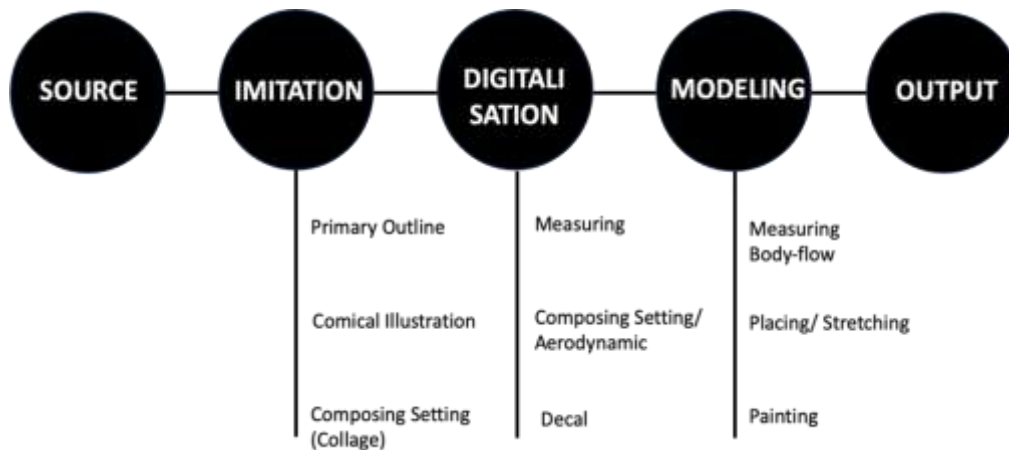 SOURCE
IMITATION
DIGITALI
SATION
MODELING
OUTPUT
Primary Outline
Comical Illustration
Composing Setting
(Collage)
Measuring
Composing Setting/
Aerodynamic
Decal
Measuring
Body-flow
Placing/ Stretching
Painting